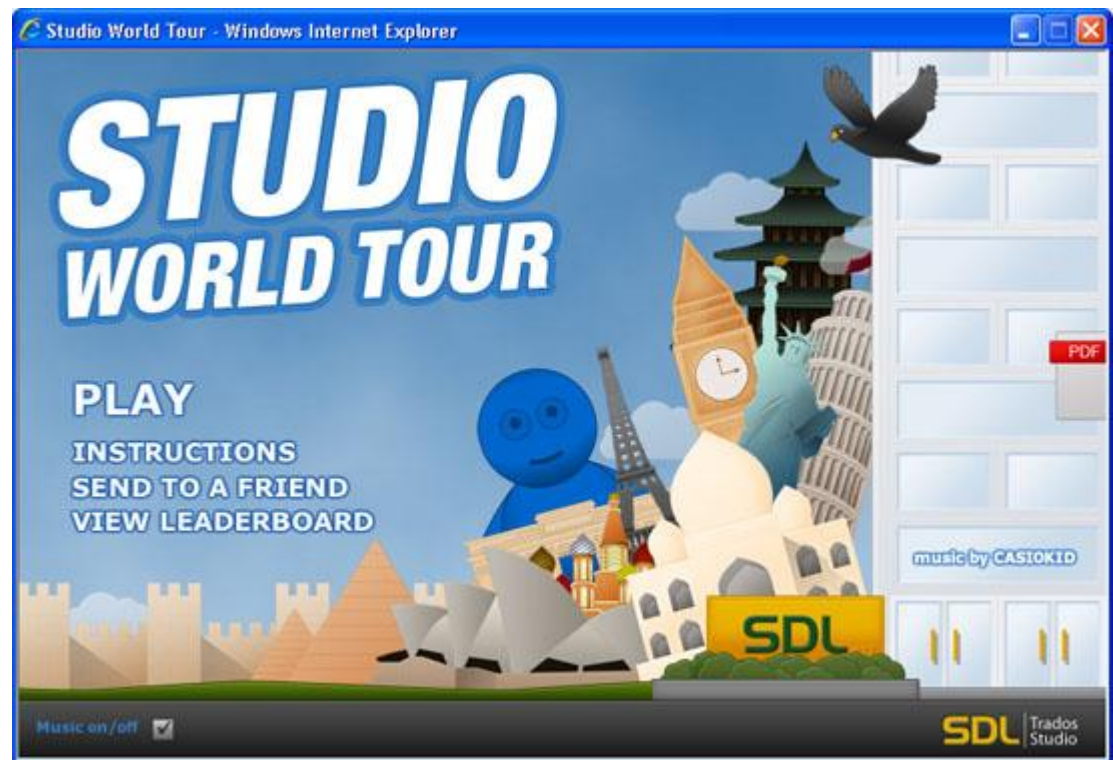 Studio World Tour - Windows Internet Explorer
STUDIO
WORLD TOUR
PDF
PLAY
INSTRUCTIONS
SEND TO A FRIEND
VIEW LEADERBOARD
music by CASIOKID
SDL
Music on/off
SDL Trados
Studio